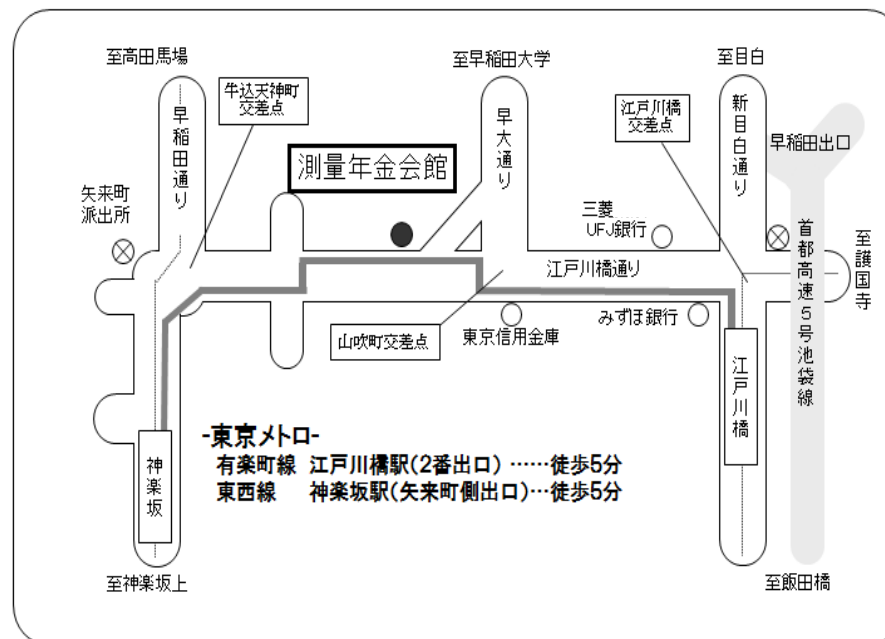 至高田馬場
至早稲田大学
至目白
牛込天神町
交差点
江戸川橋
交差点
早稲田通り
早大通り
新目白通り
早稲田出口
測量年金会館
矢来町
派出所
三菱
UFJ銀行
首都高速5号池袋線
至護国寺
江戸川橋通り
山吹町交差点
東京信用金庫
みずほ銀行
江戸川橋
神楽坂
-東京メトロ-
有楽町線 江戸川橋駅(2番出口)……徒歩5分
東西線 神楽坂駅(矢来町側出口)…徒歩5分
至神楽坂上
至飯田橋